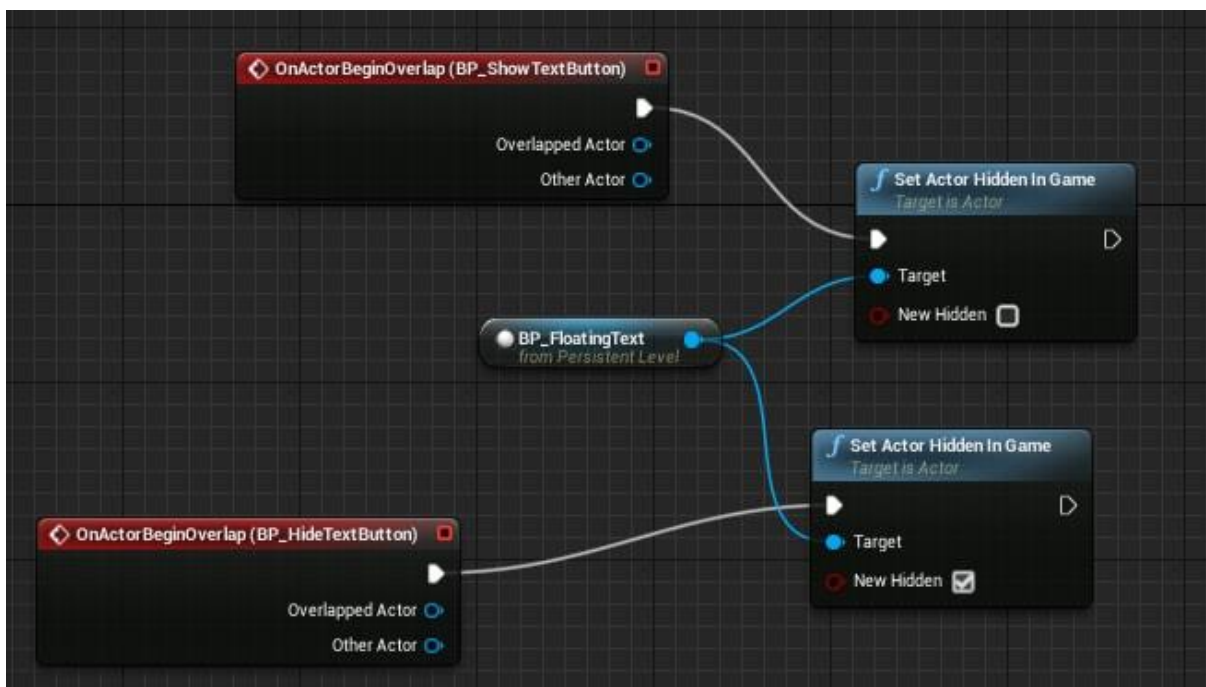 OnActorBeginOverlap (BP_ShowTextButton)
Overlapped Actor
Other Actor
Set Actor Hidden In Game
Target is Actor
Target
New Hidden
BP_FloatingText
from Persistent Level
Set Actor Hidden In Game
Target is Actor
Target
New Hidden
OnActorBeginOverlap (BP_HideTextButton)
Overlapped Actor
Other Actor